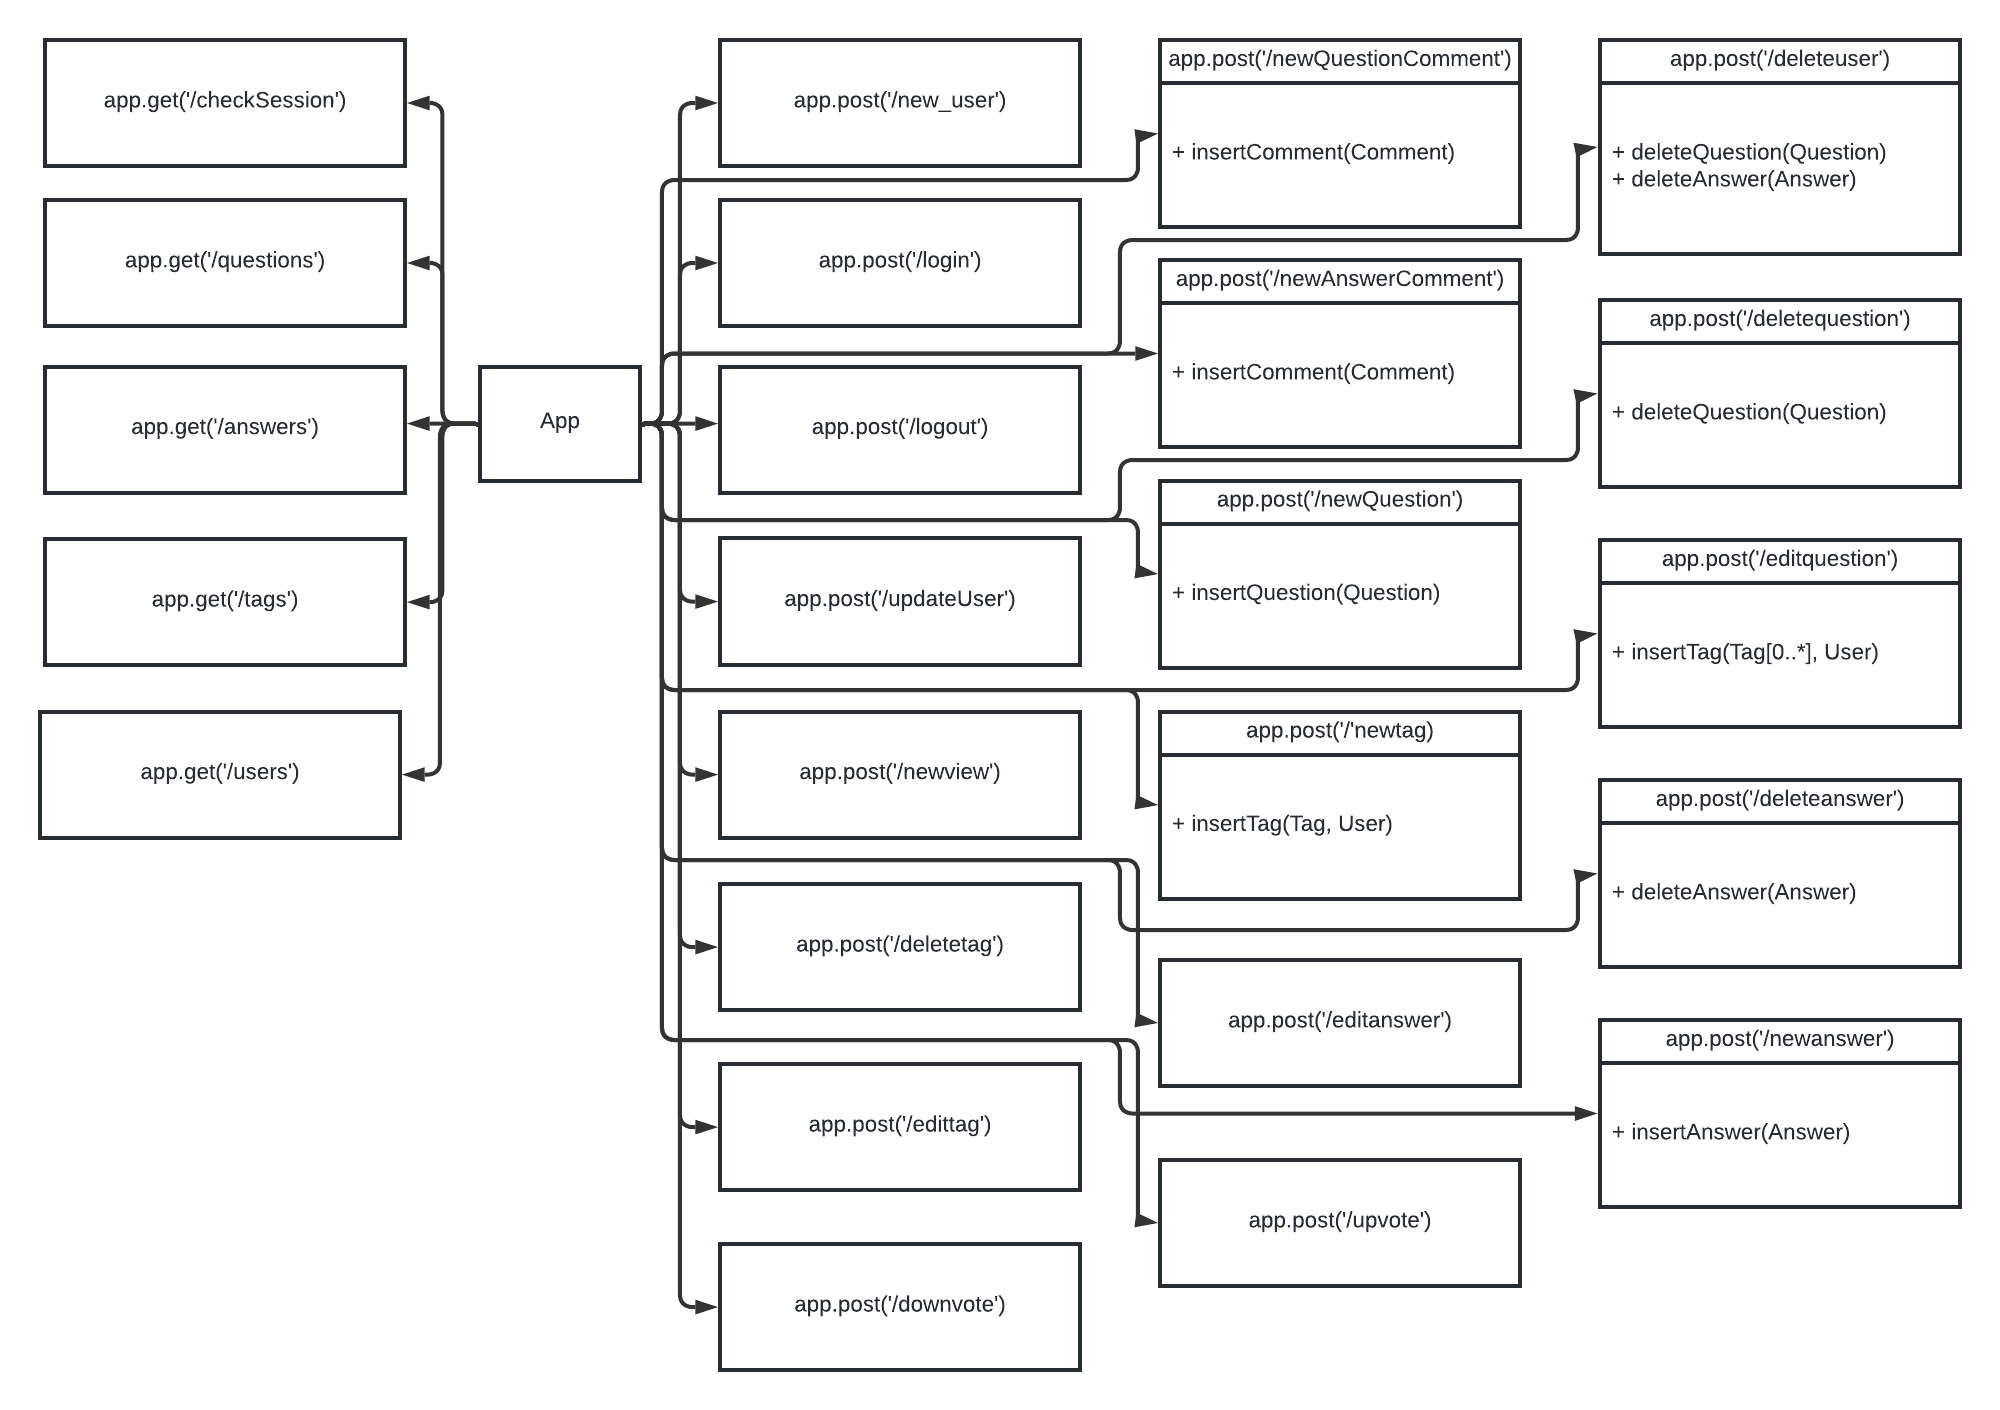 app.get('/checkSession')
app.get('/questions')
app.get('/answers')
app.get('/tags')
app.get('/users')
App
app.post('/new_user')
app.post('/login')
app.post('/logout')
app.post('/updateUser')
app.post('/newview')
app.post('/deletetag')
app.post('/edittag')
app.post('/downvote')
app.post('/newQuestionComment')
+ insertComment(Comment)
app.post('/newAnswerComment')
+ insertComment(Comment)
app.post('/newQuestion')
+ insertQuestion(Question)
app.post('/'newtag)
+ insertTag(Tag, User)
app.post('/editanswer')
app.post('/upvote')
app.post('/deleteuser')
+ deleteQuestion(Question)
+ deleteAnswer(Answer)
app.post('/deletequestion')
+ deleteQuestion(Question)
app.post('/editquestion')
+ insertTag(Tag[0..*], User)
app.post('/deleteanswer')
+ deleteAnswer(Answer)
app.post('/newanswer')
+ insertAnswer(Answer)